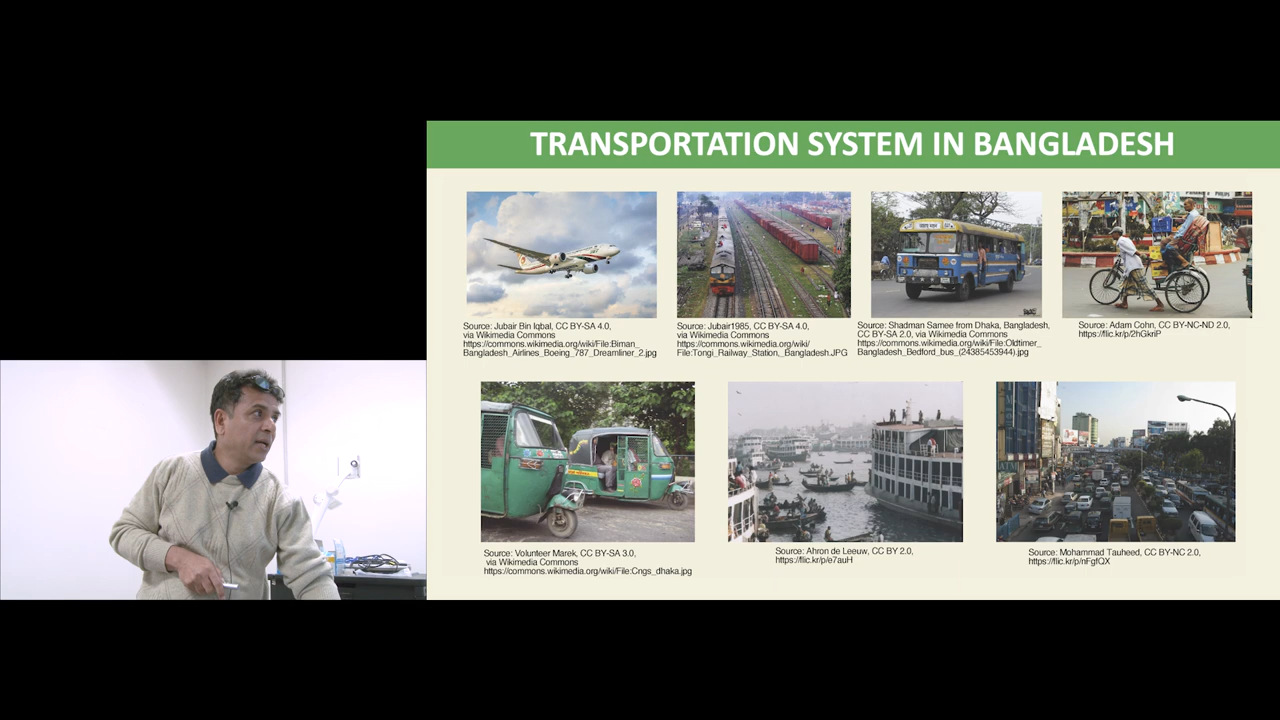 TRANSPORTATION SYSTEM IN BANGLADESH
Source: Jubair Bin Iqbal, CC BY-SA 4.0,
via Wikimedia Commons
https://commons.wikimedia.org/wiki/File:Biman_
Bangladesh_Airlines_Boeing_787_Dreamliner_2.jpg
Source: Jubair1985, CC BY-SA 4.0,
via Wikimedia Commons
https://commons.wikimedia.org/wiki/
File:Tongi_Railway_Station,_Bangladesh.JPG
Source: Shadman Samee from Dhaka, Bangladesh,
CC BY-SA 2.0, via Wikimedia Commons
https://commons.wikimedia.org/wiki/File:Oldtimer_
Bangladesh_Bedford_bus_(24385453944).jpg
Source: Adam Cohn, CC BY-NC-ND 2.0,
https://flic.kr/p/2hGkriP
Source: Volunteer Marek, CC BY-SA 3.0,
via Wikimedia Commons
https://commons.wikimedia.org/wiki/File:Cngs_dhaka.jpg
Source: Ahron de Leeuw, CC BY 2.0,
https://flic.kr/p/e7auH
Source: Mohammad Tauheed, CC BY-NC 2.0,
https://flic.kr/p/nFgfQX